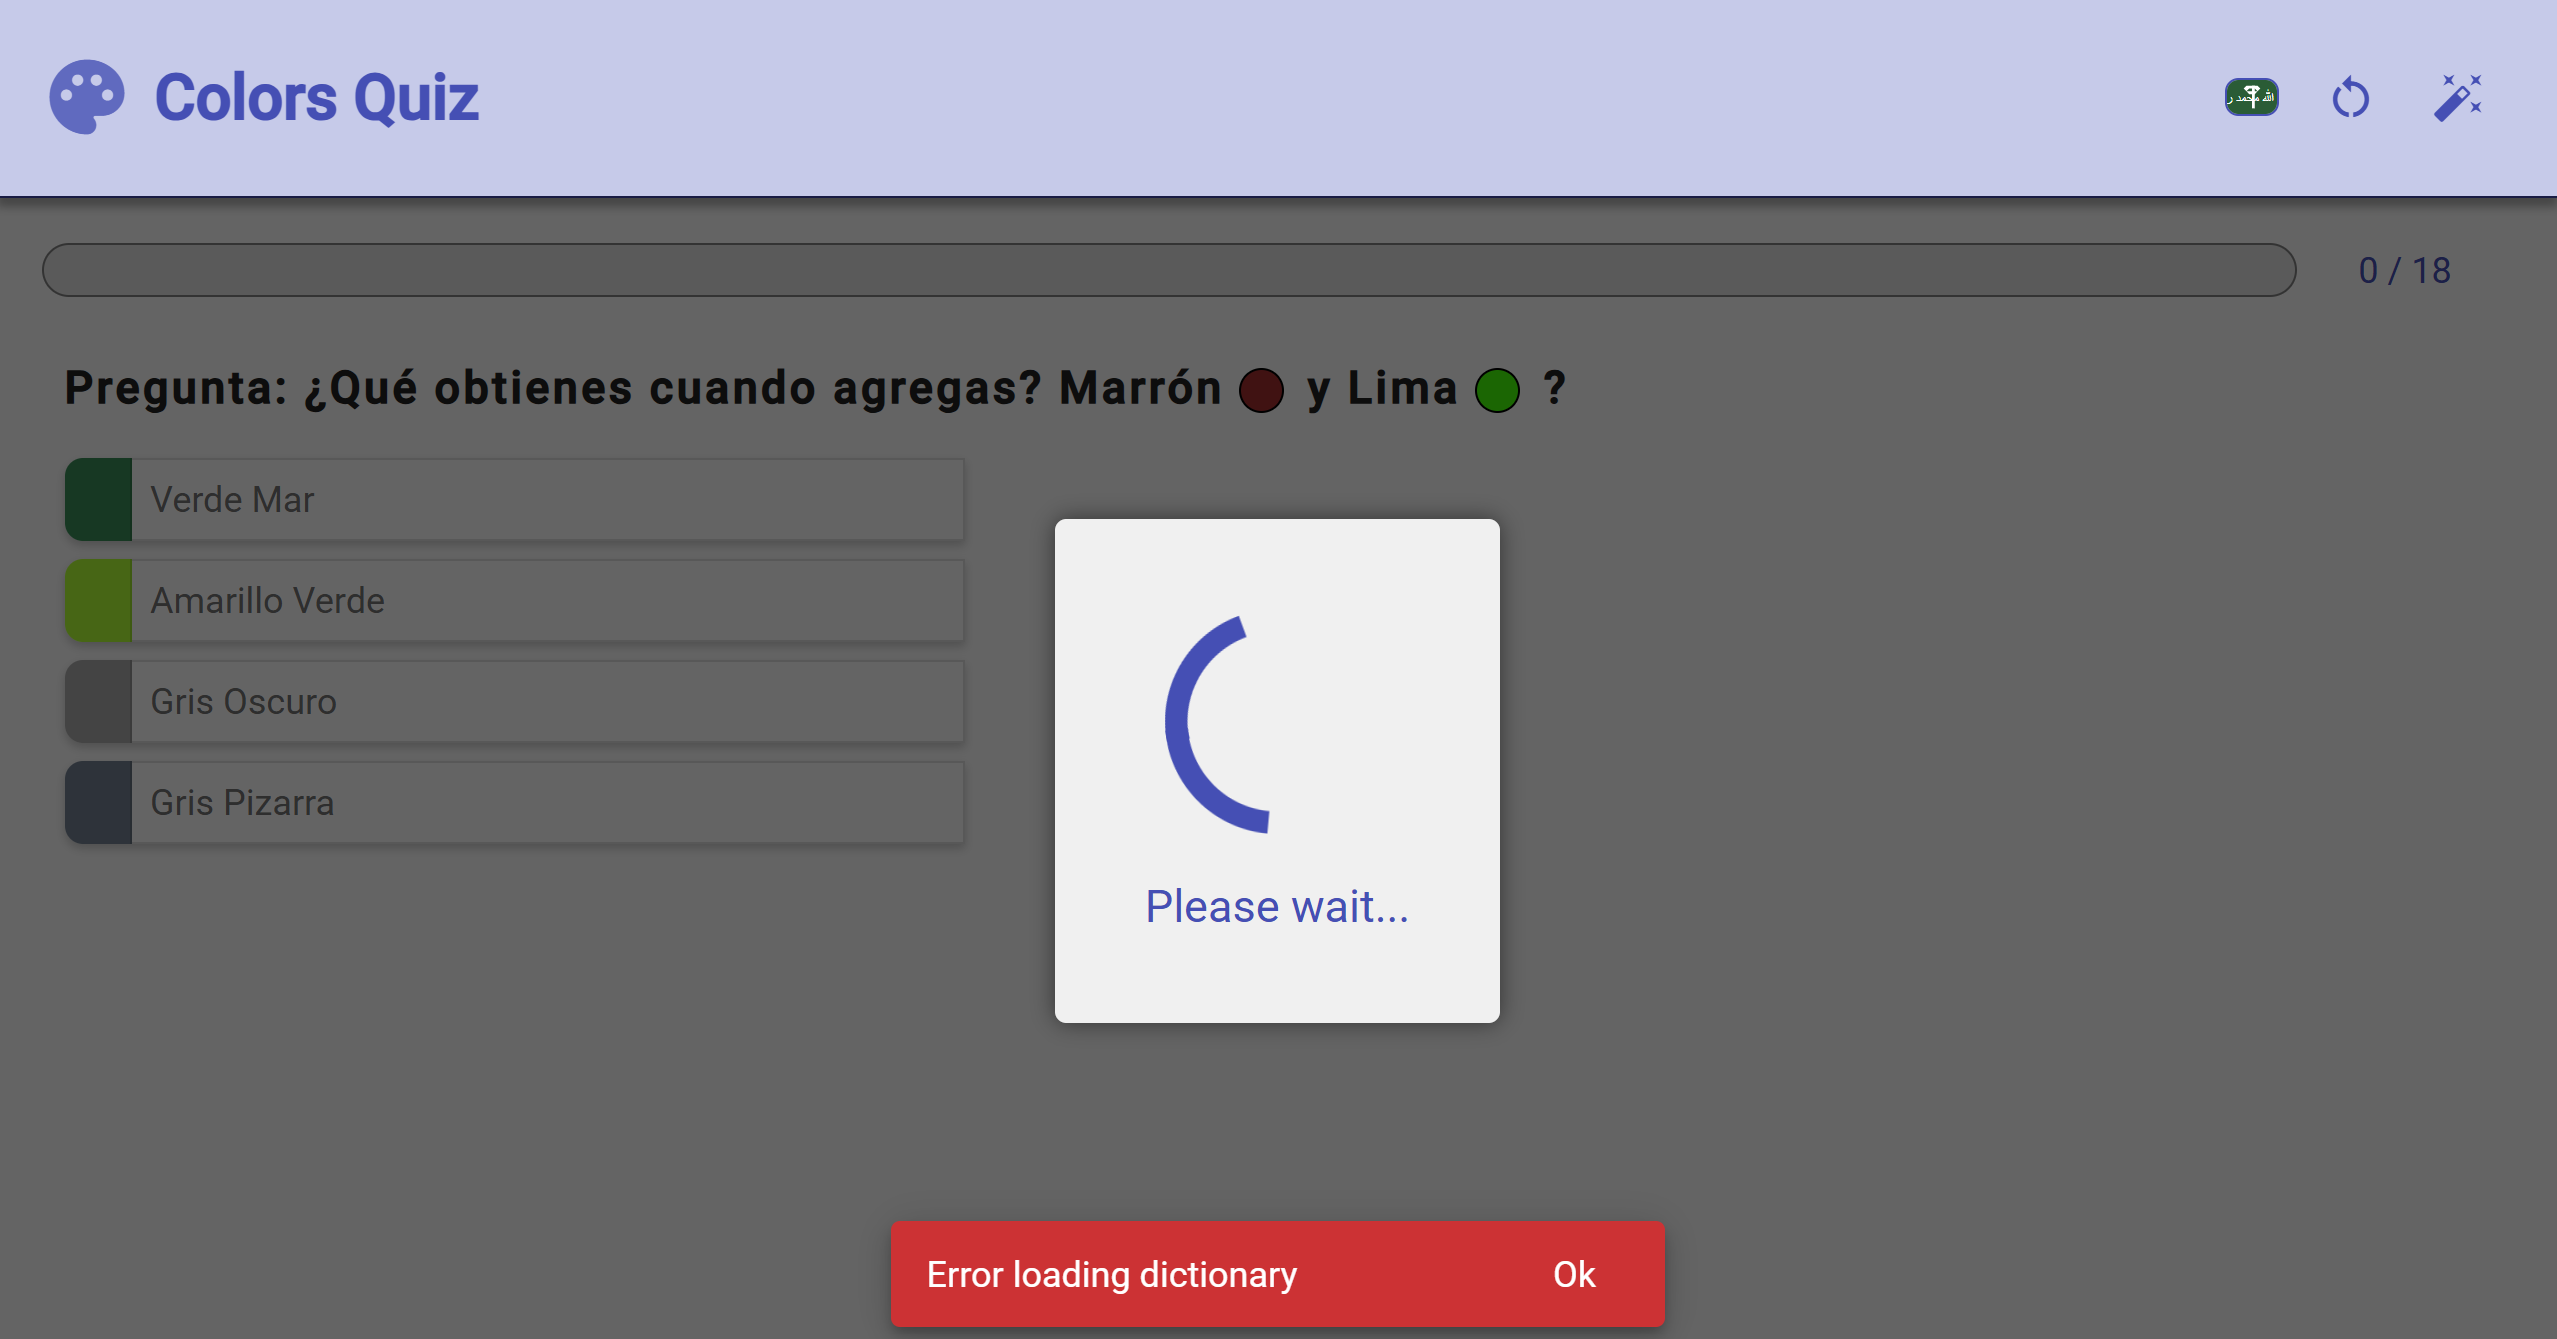 Colors Quiz
0 / 18
Pregunta: ¿Qué obtienes cuando agregas? Marrón y Lima ?
Verde Mar
Amarillo Verde
Gris Oscuro
Gris Pizarra
Please wait...
Error loading dictionary Ok